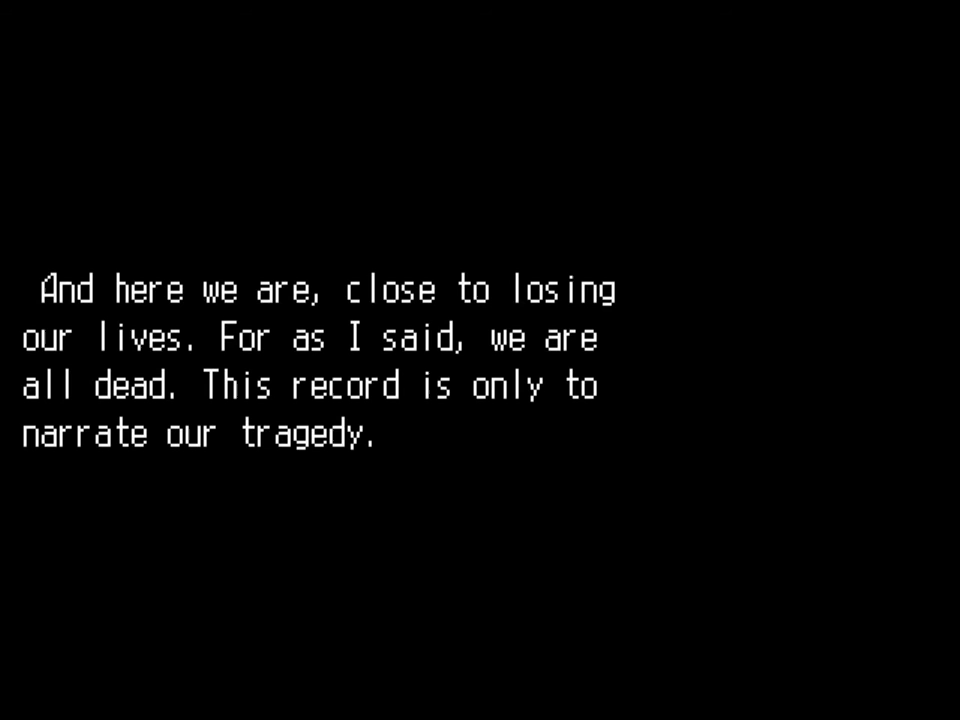 And here we are, close to losing
our lives. For as I said, we are
all dead. This record is only to
narrate our tragedy.